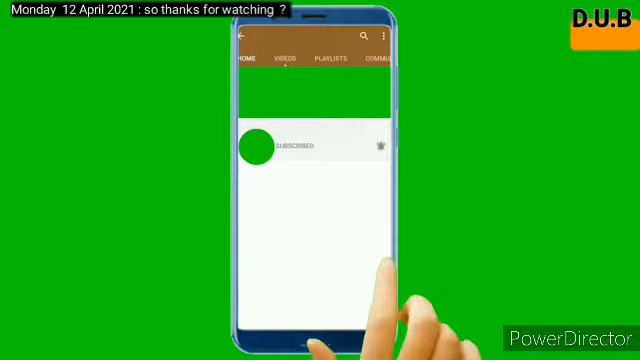 Monday 12 April 2021 : so thanks for watching ?
D.U.B
HOME VIDEOS PLAYLISTS COMMU
SUBSCRIBED
PowerDirector